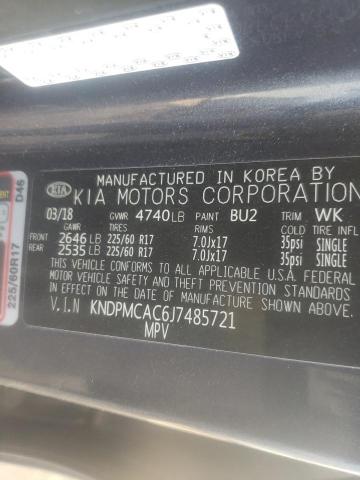 MANUFACTURED IN KOREA BY
KIA KIA MOTORS CORPORATION
03/18 GVWR 4740LB PAINT BU2 TRIM WK
GAWR TIRES RIMS COLD TIRE INFL
FRONT 2646 LB 225/60 R17 7.0Jx17 35psi SINGLE
REAR 2535 LB 225/60 R17 7.0Jx17 35psi SINGLE
THIS VEHICLE CONFORMS TO ALL APPLICABLE U.S.A. FEDERAL
MOTOR VEHICLE SAFETY AND THEFT PREVENTION STANDARDS
IN EFFECT ON THE DATE OF MANUFACTURE SHOWN ABOVE.
V.I.N KNDPMCAC6J7485721
MPV
D46
225/60R17